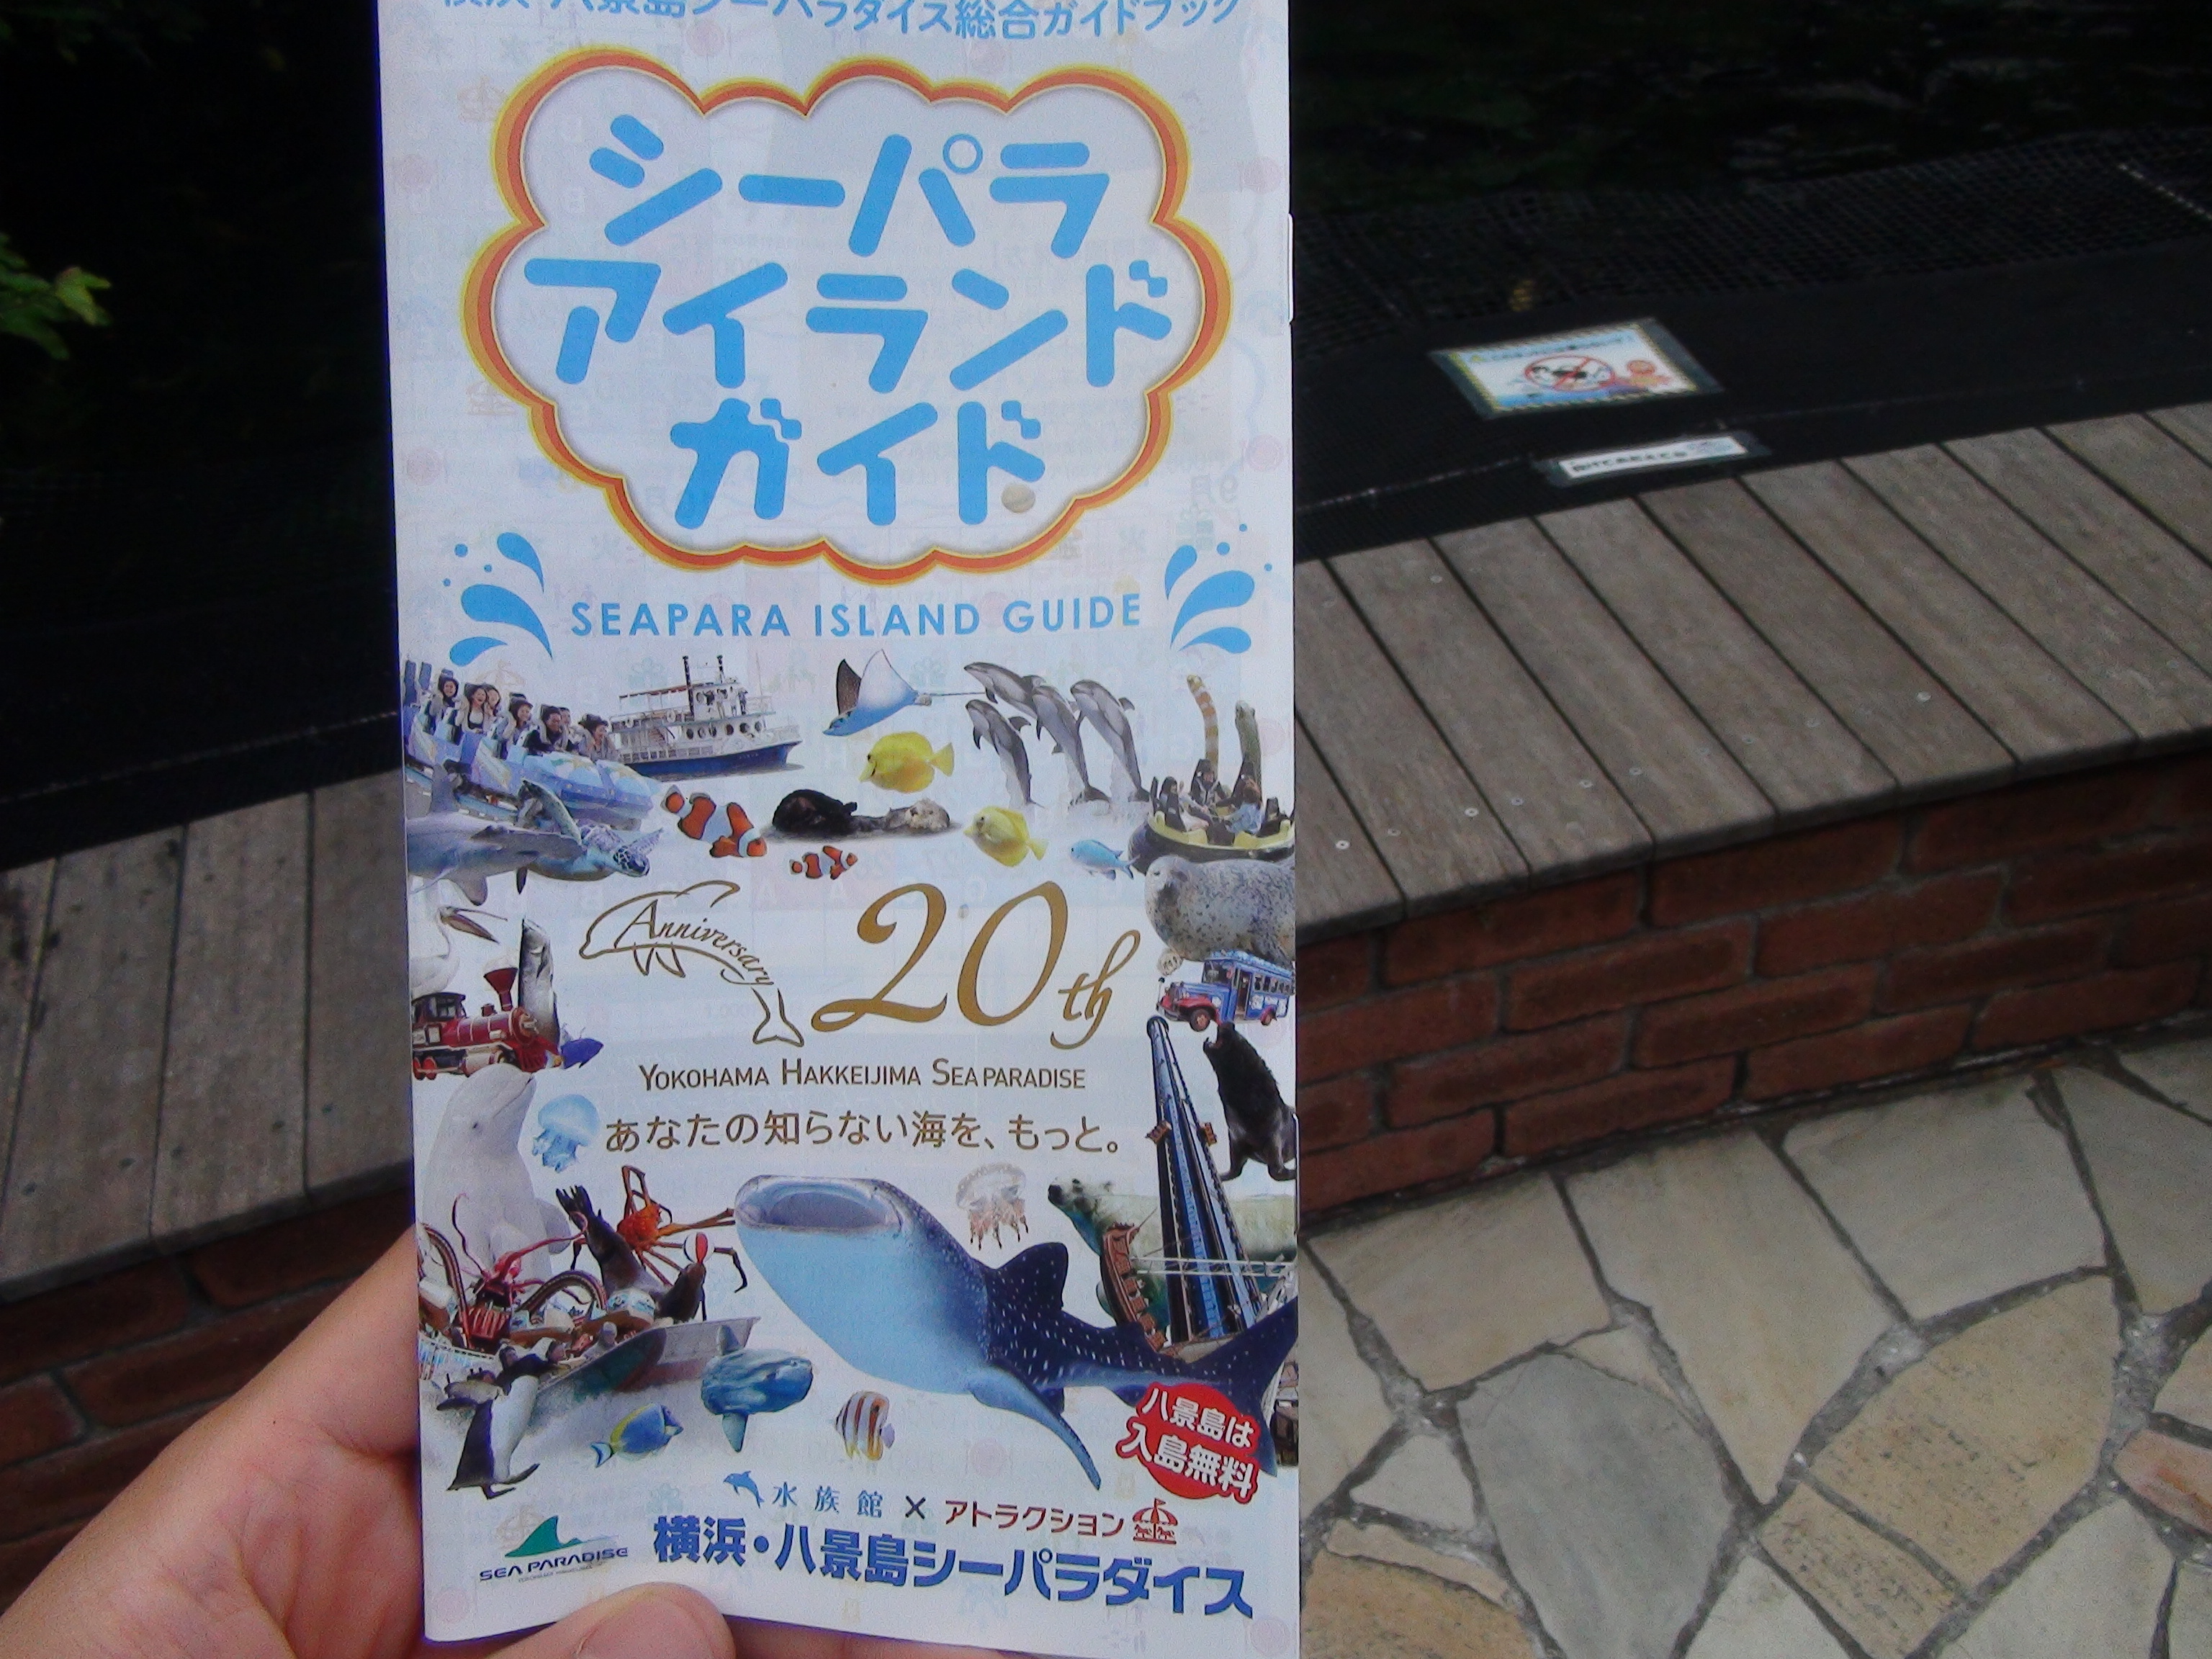 横浜・八景島シーパラダイス総合ガイドブック
シーパラ
アイランド
ガイド
SEAPARA ISLAND GUIDE
Anniversary 20th
YOKOHAMA HAKKEIJIMA SEA PARADISE
あなたの知らない海を、もっと。
八景島は
入島無料
水族館 × アトラクション
SEA PARADISE
横浜・八景島シーパラダイス